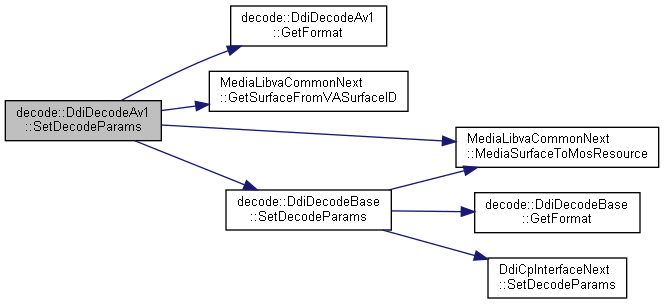 decode::DdiDecodeAv1
::GetFormat
MediaLibvaCommonNext
::GetSurfaceFromVASurfaceID
decode::DdiDecodeAv1
::SetDecodeParams
MediaLibvaCommonNext
::MediaSurfaceToMosResource
decode::DdiDecodeBase
::SetDecodeParams
decode::DdiDecodeBase
::GetFormat
DdiCpInterfaceNext
::SetDecodeParams